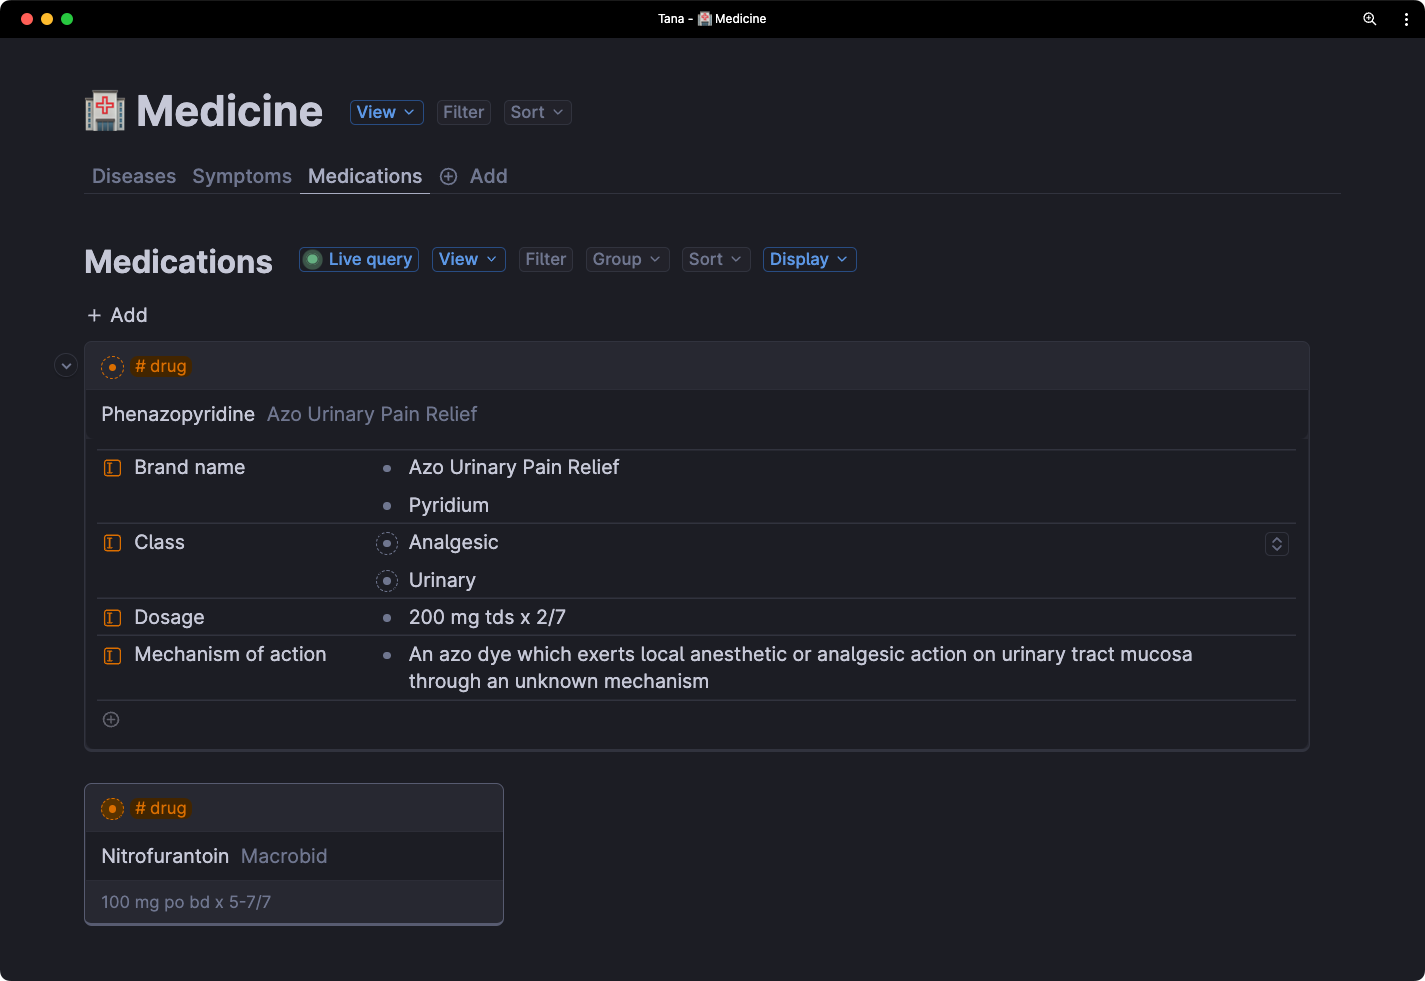 Tana - 🏥 Medicine
Medicine View Filter Sort
Diseases Symptoms Medications Add
Medications Live query View Filter Group Sort Display
+ Add
# drug
Phenazopyridine Azo Urinary Pain Relief
Brand name Azo Urinary Pain Relief
Pyridium
Class Analgesic
Urinary
Dosage 200 mg tds x 2/7
Mechanism of action An azo dye which exerts local anesthetic or analgesic action on urinary tract mucosa
through an unknown mechanism
# drug
Nitrofurantoin Macrobid
100 mg po bd x 5-7/7